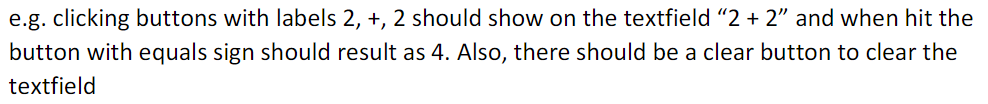 e.g. clicking buttons with labels 2, +, 2 should show on the textfield “2 + 2” and when hit the
button with equals sign should result as 4. Also, there should be a clear button to clear the
textfield